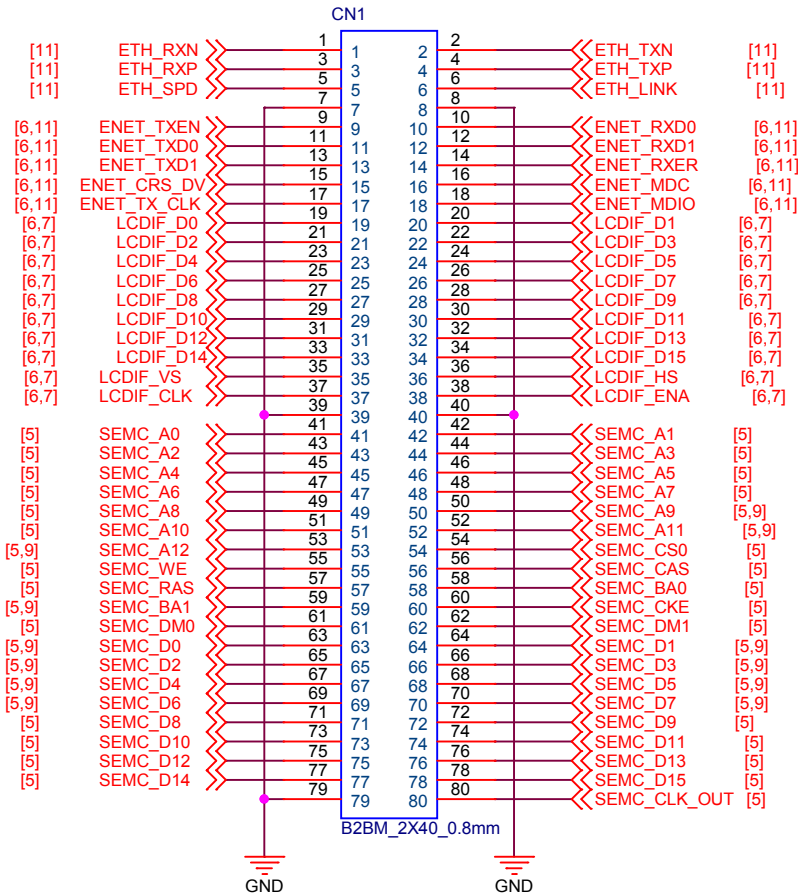 CN1
[11] ETH_RXN 1 1 2 2 ETH_TXN [11]
[11] ETH_RXP 3 3 4 4 ETH_TXP [11]
[11] ETH_SPD 5 5 6 6 ETH_LINK [11]
7 7 8 8
[6,11] ENET_TXEN 9 9 10 10 ENET_RXD0 [6,11]
[6,11] ENET_TXD0 11 11 12 12 ENET_RXD1 [6,11]
[6,11] ENET_TXD1 13 13 14 14 ENET_RXER [6,11]
[6,11] ENET_CRS_DV 15 15 16 16 ENET_MDC [6,11]
[6,11] ENET_TX_CLK 17 17 18 18 ENET_MDIO [6,11]
[6,7] LCDIF_D0 19 19 20 20 LCDIF_D1 [6,7]
[6,7] LCDIF_D2 21 21 22 22 LCDIF_D3 [6,7]
[6,7] LCDIF_D4 23 23 24 24 LCDIF_D5 [6,7]
[6,7] LCDIF_D6 25 25 26 26 LCDIF_D7 [6,7]
[6,7] LCDIF_D8 27 27 28 28 LCDIF_D9 [6,7]
[6,7] LCDIF_D10 29 29 30 30 LCDIF_D11 [6,7]
[6,7] LCDIF_D12 31 31 32 32 LCDIF_D13 [6,7]
[6,7] LCDIF_D14 33 33 34 34 LCDIF_D15 [6,7]
[6,7] LCDIF_VS 35 35 36 36 LCDIF_HS [6,7]
[6,7] LCDIF_CLK 37 37 38 38 LCDIF_ENA [6,7]
39 39 40 40
[5] SEMC_A0 41 41 42 42 SEMC_A1 [5]
[5] SEMC_A2 43 43 44 44 SEMC_A3 [5]
[5] SEMC_A4 45 45 46 46 SEMC_A5 [5]
[5] SEMC_A6 47 47 48 48 SEMC_A7 [5]
[5] SEMC_A8 49 49 50 50 SEMC_A9 [5,9]
[5] SEMC_A10 51 51 52 52 SEMC_A11 [5,9]
[5,9] SEMC_A12 53 53 54 54 SEMC_CS0 [5]
[5] SEMC_WE 55 55 56 56 SEMC_CAS [5]
[5] SEMC_RAS 57 57 58 58 SEMC_BA0 [5]
[5,9] SEMC_BA1 59 59 60 60 SEMC_CKE [5]
[5] SEMC_DM0 61 61 62 62 SEMC_DM1 [5]
[5,9] SEMC_D0 63 63 64 64 SEMC_D1 [5,9]
[5,9] SEMC_D2 65 65 66 66 SEMC_D3 [5,9]
[5,9] SEMC_D4 67 67 68 68 SEMC_D5 [5,9]
[5,9] SEMC_D6 69 69 70 70 SEMC_D7 [5,9]
[5] SEMC_D8 71 71 72 72 SEMC_D9 [5]
[5] SEMC_D10 73 73 74 74 SEMC_D11 [5]
[5] SEMC_D12 75 75 76 76 SEMC_D13 [5]
[5] SEMC_D14 77 77 78 78 SEMC_D15 [5]
79 79 80 80 SEMC_CLK_OUT [5]
B2BM_2X40_0.8mm
GND GND